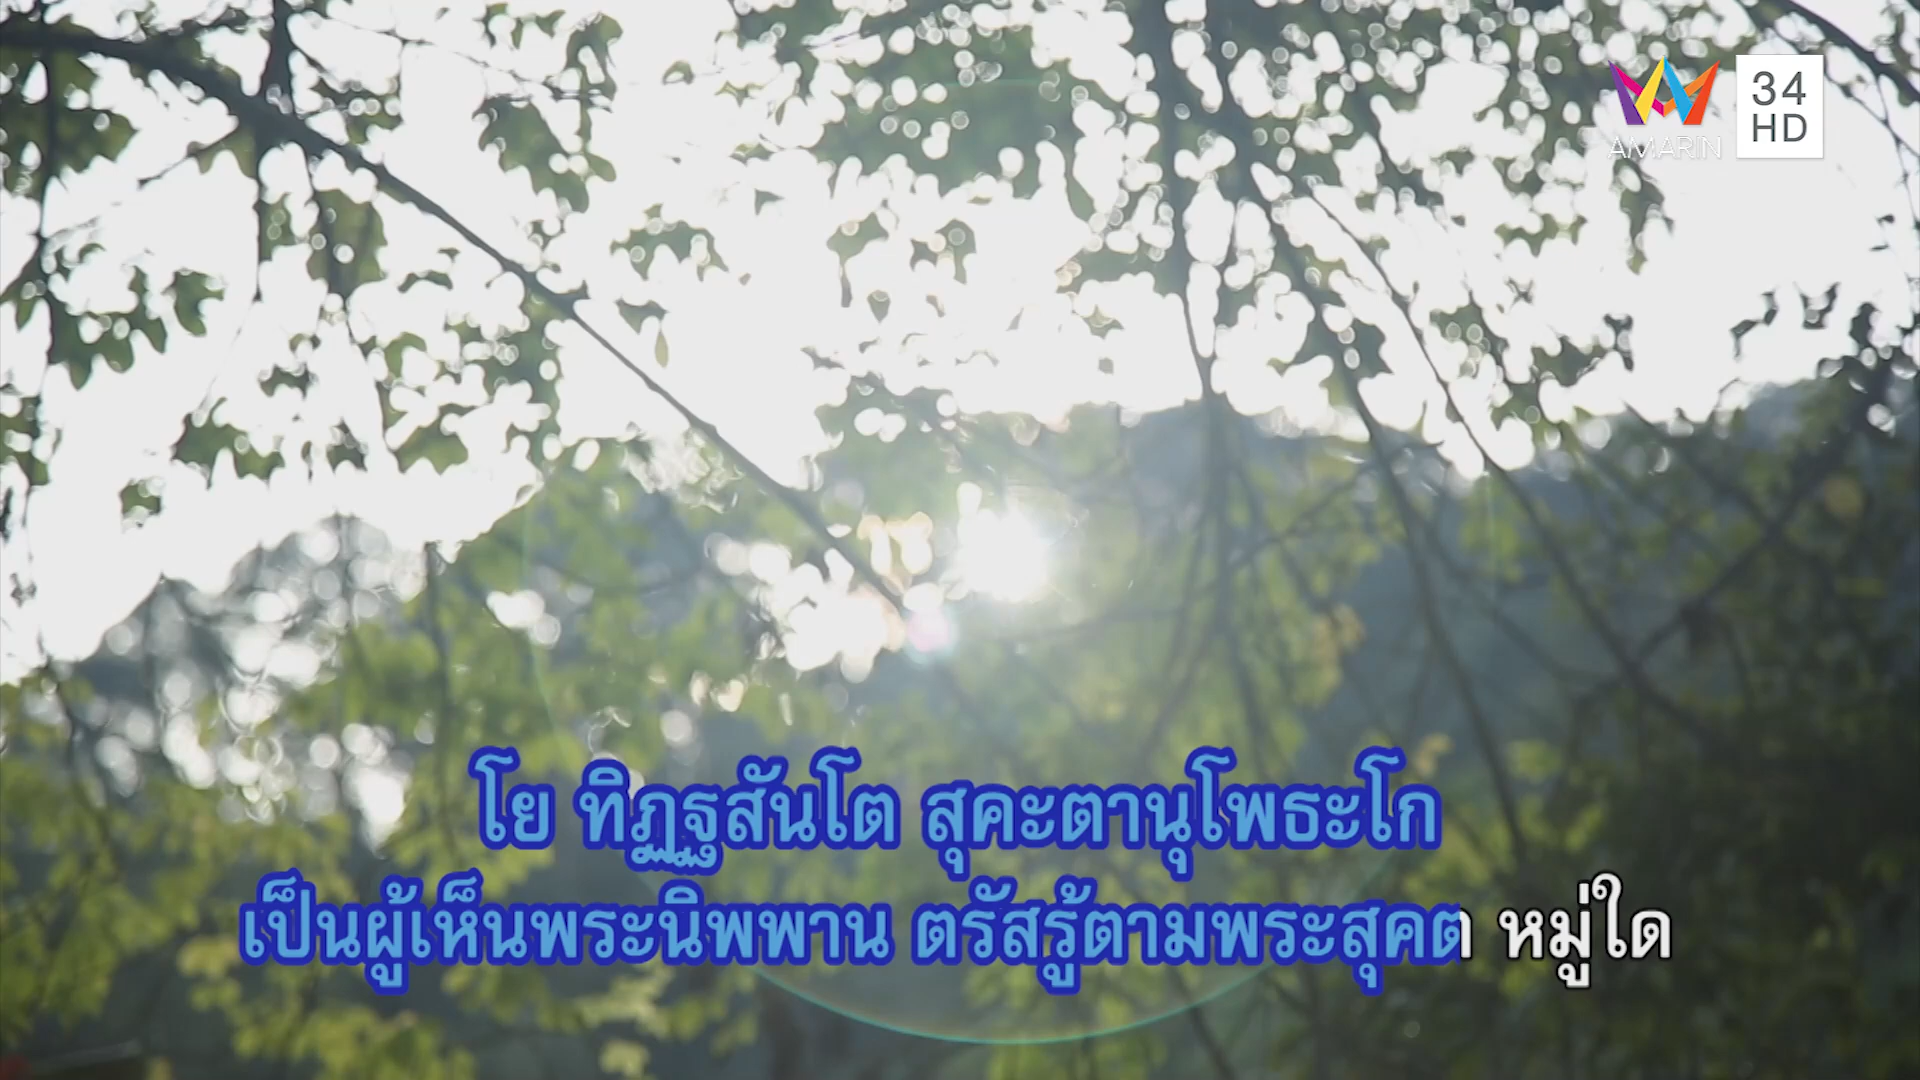 AMARIN
34
HD
โย ทิฏฐสันโต สุคะตานุโพธะโก
เป็นผู้เห็นพระนิพพาน ตรัสรู้ตามพระสุคต หมู่ใด